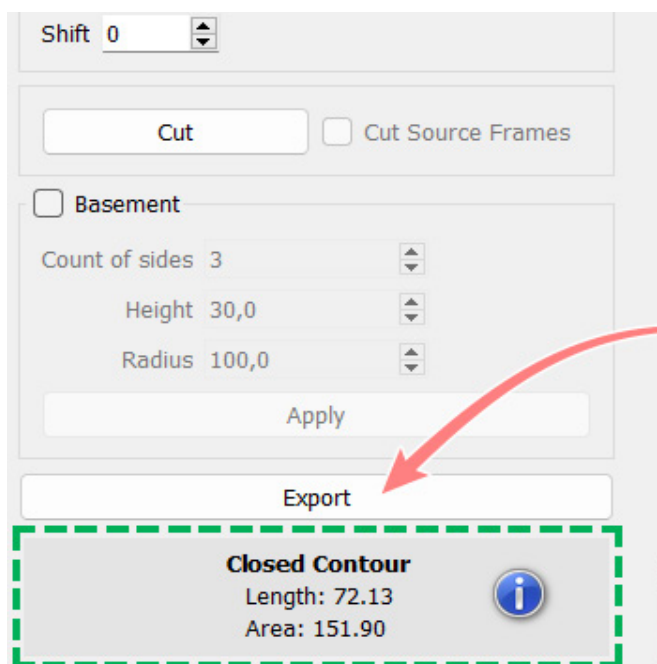 Shift 0
Cut Cut Source Frames
Basement
Count of sides 3
Height 30,0
Radius 100,0
Apply
Export
Closed Contour
Length: 72.13
Area: 151.90